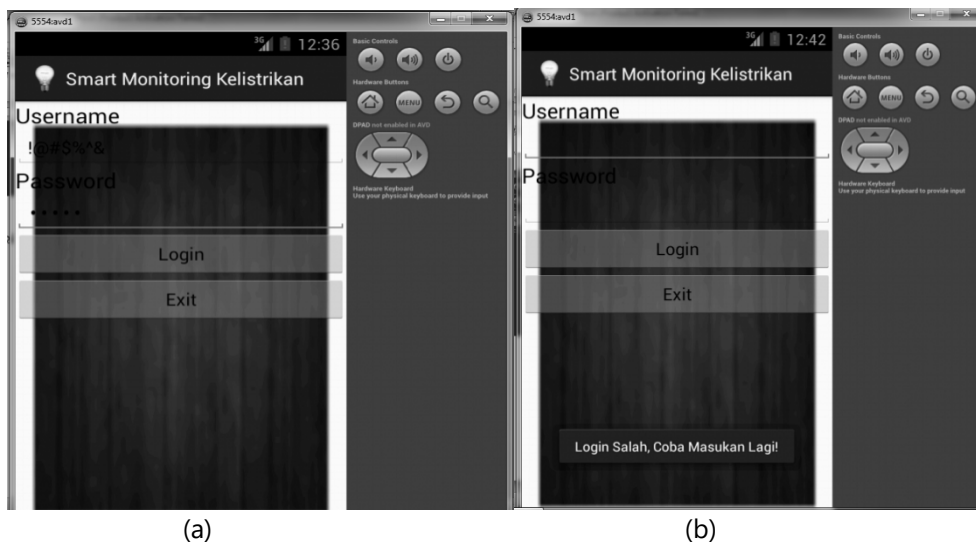 5554:avd1
3G 12:36
Smart Monitoring Kelistrikan
Username
!@#$%^&
Password
•••••
Login
Exit
Basic Controls
Hardware Buttons
MENU
DPAD not enabled in AVD
Hardware Keyboard
Use your physical keyboard to provide input
(a)
5554:avd1
3G 12:42
Smart Monitoring Kelistrikan
Username
Password
Login
Exit
Login Salah, Coba Masukan Lagi!
Basic Controls
Hardware Buttons
MENU
DPAD not enabled in AVD
Hardware Keyboard
Use your physical keyboard to provide input
(b)